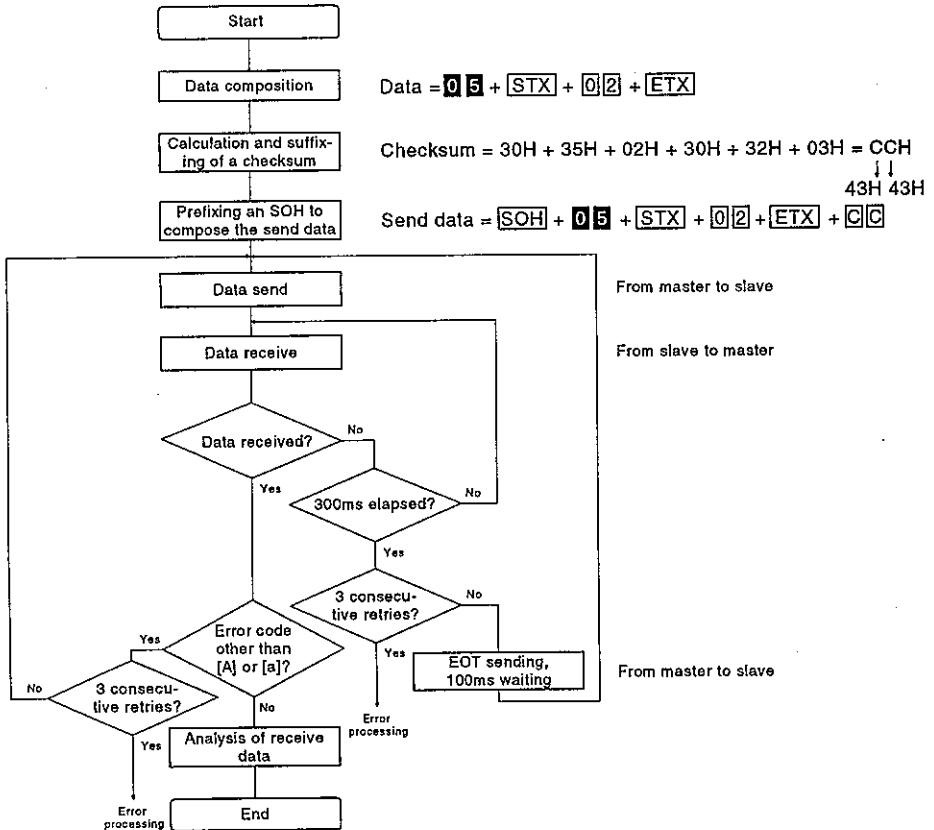 Start
Data composition
Data = 0 5 + STX + 0 2 + ETX
Calculation and suffix-
ing of a checksum
Checksum = 30H + 35H + 02H + 30H + 32H + 03H = CCH
↓ ↓
43H 43H
Prefixing an SOH to
compose the send data
Send data = SOH + 0 5 + STX + 0 2 + ETX + C C
Data send
From master to slave
Data receive
From slave to master
Data received?
No
Yes
300ms elapsed?
No
Yes
3 consecu-
tive retries?
No
Yes
EOT sending,
100ms waiting
From master to slave
Error
processing
Error code
other than
[A] or [a]?
Yes
No
3 consecu-
tive retries?
No
Yes
Analysis of receive
data
Error
processing
End